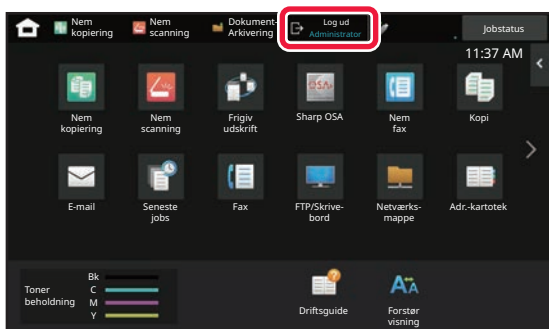 Nem
kopiering
Nem
scanning
Dokument-
Arkivering
Log ud
Administrator
Jobstatus
11:37 AM
Nem
kopiering
Nem
scanning
Frigiv
udskrift
Sharp OSA
Nem
fax
Kopi
E-mail
Seneste
jobs
Fax
FTP/Skrive-
bord
Netværks-
mappe
Adr.-kartotek
Toner
beholdning
Bk
C
M
Y
Driftsguide
Forstør
visning